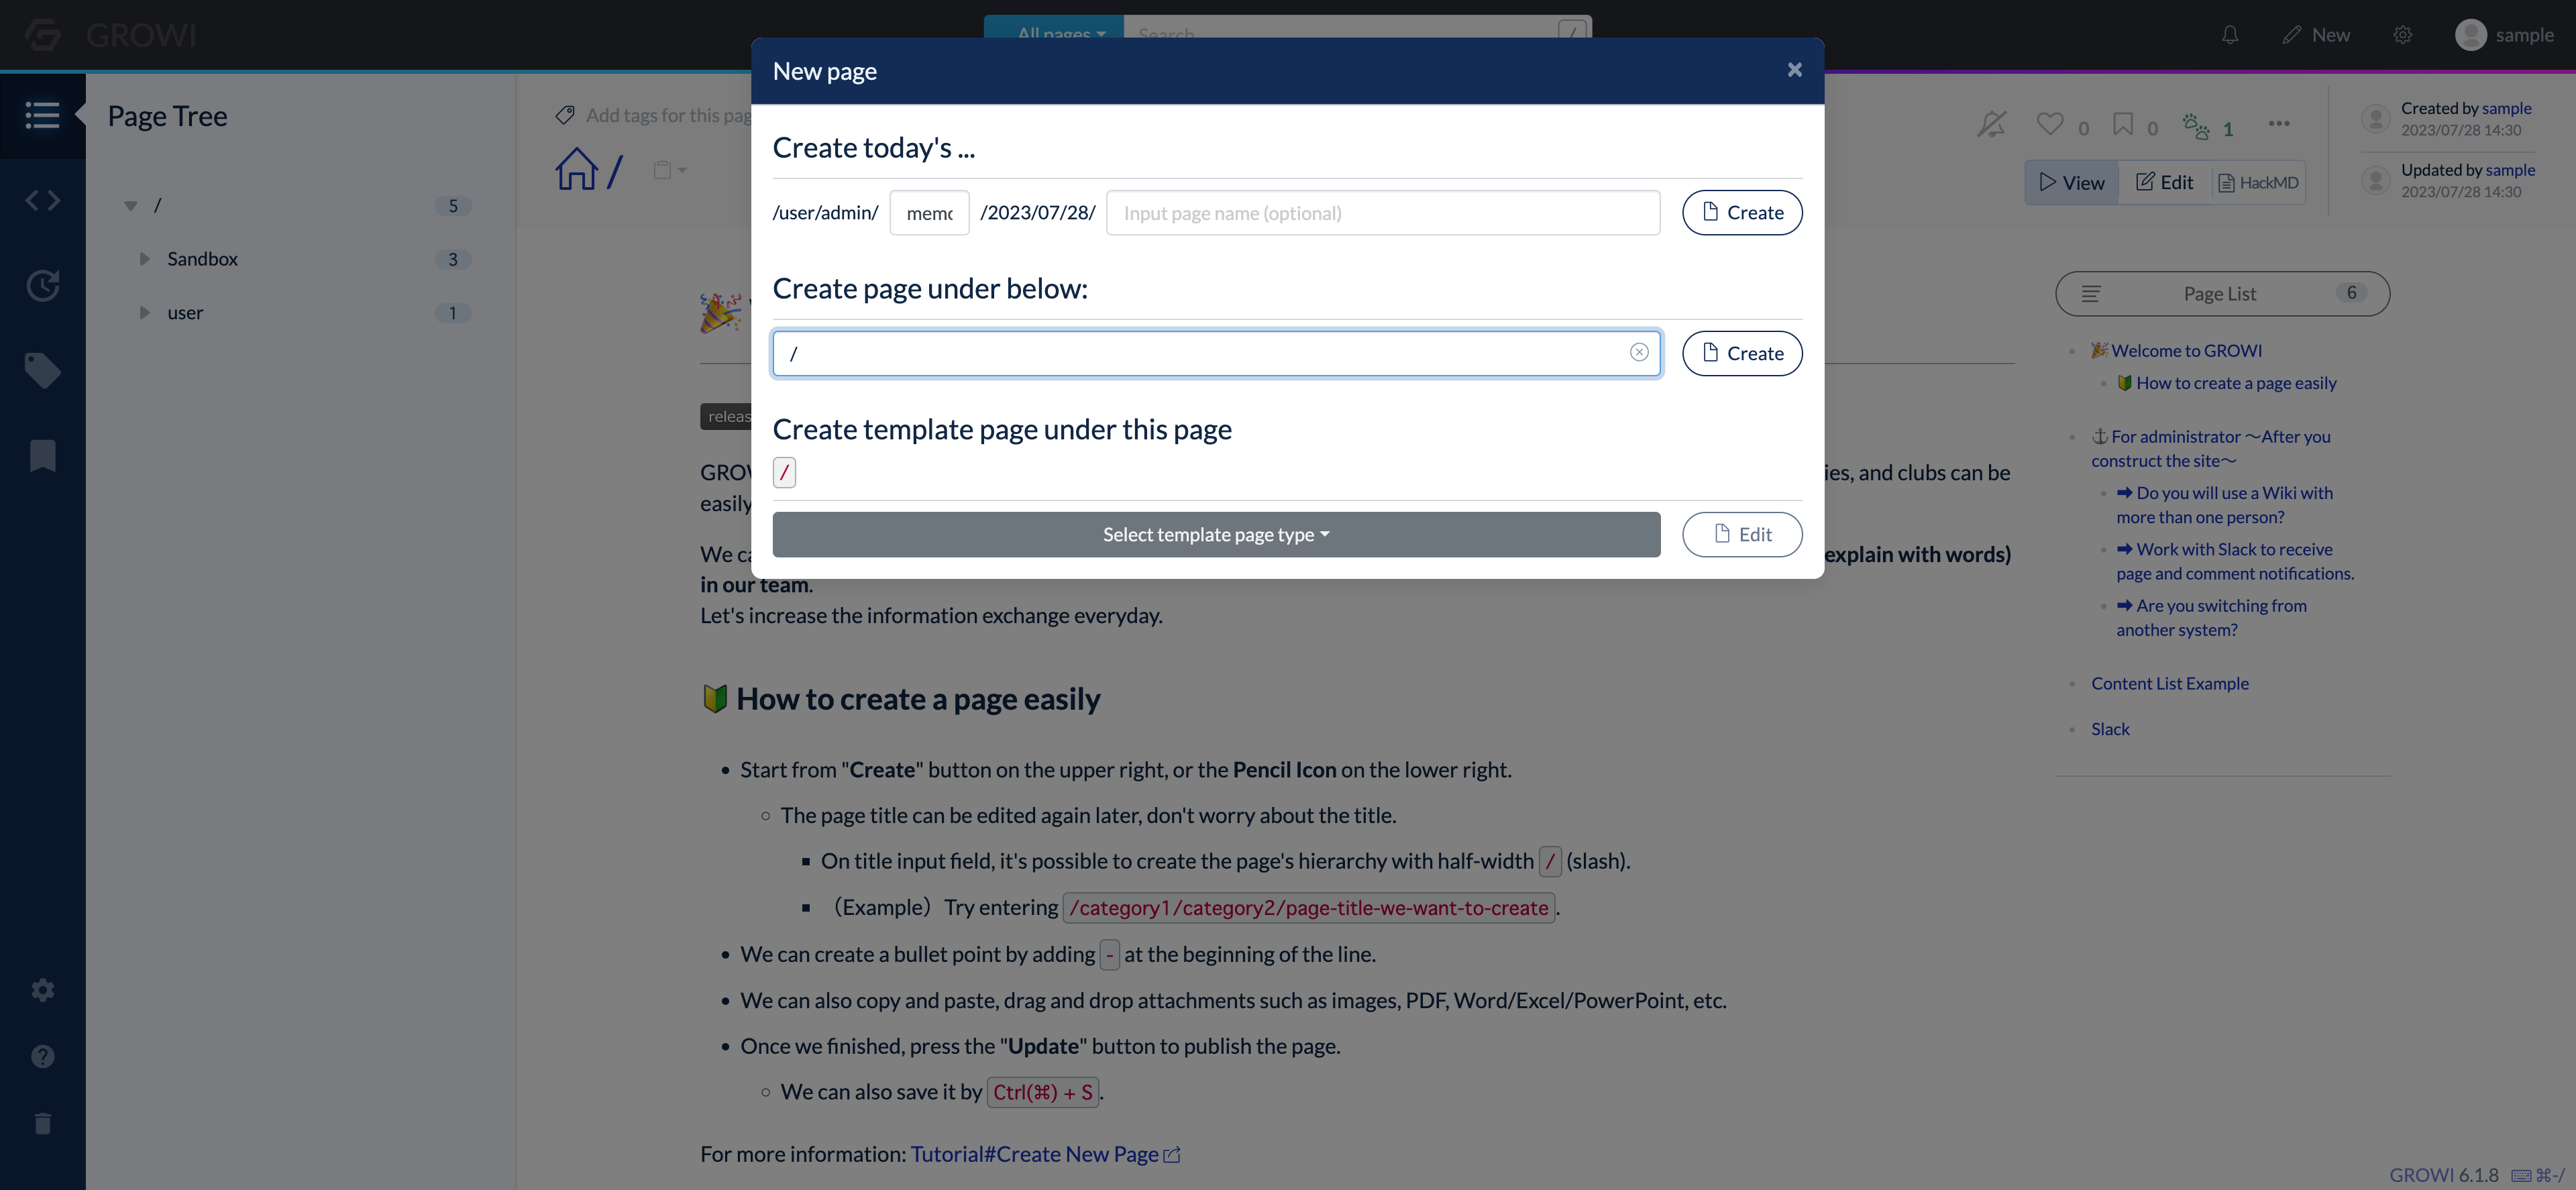 GROWI
All pages
Search
/
New
sample
New page
×
Create today's ...
/user/admin/
memo
/2023/07/28/
Input page name (optional)
Create
Create page under below:
/
Create
Create template page under this page
/
Select template page type
Edit
Page Tree
/ 5
Sandbox 3
user 1
Add tags for this pag
/
0
0
1
View
Edit
HackMD
Created by sample
2023/07/28 14:30
Updated by sample
2023/07/28 14:30
releas
GROW
ies, and clubs can be
easily
We ca
explain with words)
in our team.
Let's increase the information exchange everyday.
How to create a page easily
Start from "Create" button on the upper right, or the Pencil Icon on the lower right.
The page title can be edited again later, don't worry about the title.
On title input field, it's possible to create the page's hierarchy with half-width / (slash).
（Example）Try entering /category1/category2/page-title-we-want-to-create.
We can create a bullet point by adding - at the beginning of the line.
We can also copy and paste, drag and drop attachments such as images, PDF, Word/Excel/PowerPoint, etc.
Once we finished, press the "Update" button to publish the page.
We can also save it by Ctrl(⌘) + S.
For more information: Tutorial#Create New Page
Page List 6
Welcome to GROWI
How to create a page easily
For administrator ～After you
construct the site～
Do you will use a Wiki with
more than one person?
Work with Slack to receive
page and comment notifications.
Are you switching from
another system?
Content List Example
Slack
GROWI 6.1.8 ⌘-/